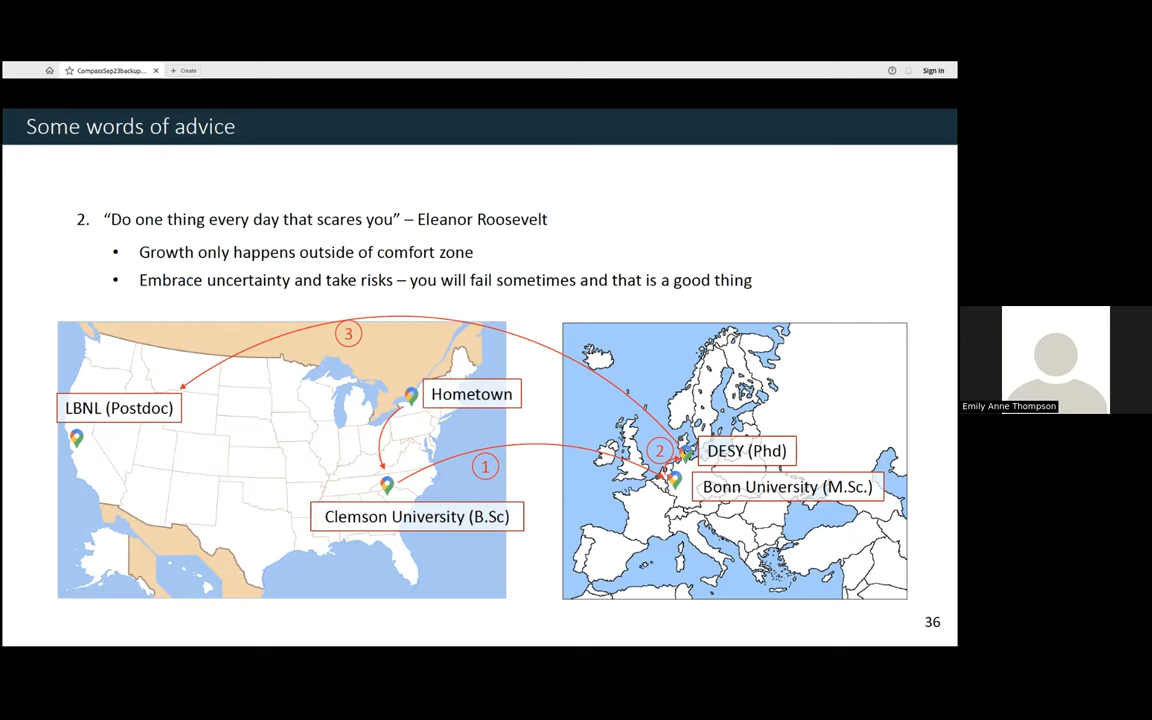 CompassSep23backup...
Create
Sign in
Some words of advice
2. “Do one thing every day that scares you” – Eleanor Roosevelt
• Growth only happens outside of comfort zone
• Embrace uncertainty and take risks – you will fail sometimes and that is a good thing
3
Hometown
LBNL (Postdoc)
1
Clemson University (B.Sc)
2
DESY (Phd)
Bonn University (M.Sc.)
36
Emily Anne Thompson